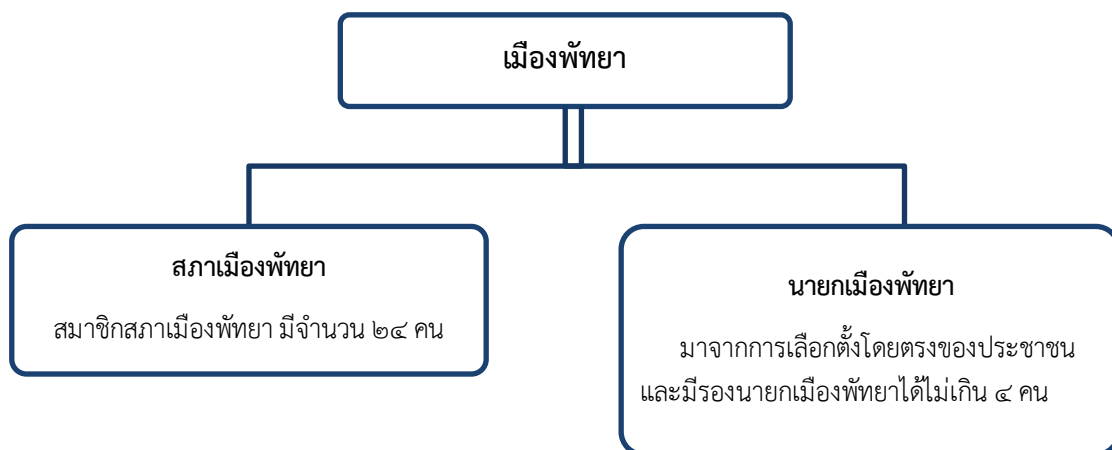 เมืองพัทยา
สภาเมืองพัทยา
สมาชิกสภาเมืองพัทยา มีจำนวน ๒๔ คน
นายกเมืองพัทยา
มาจากการเลือกตั้งโดยตรงของประชาชน
และมีรองนายกเมืองพัทยาได้ไม่เกิน ๔ คน